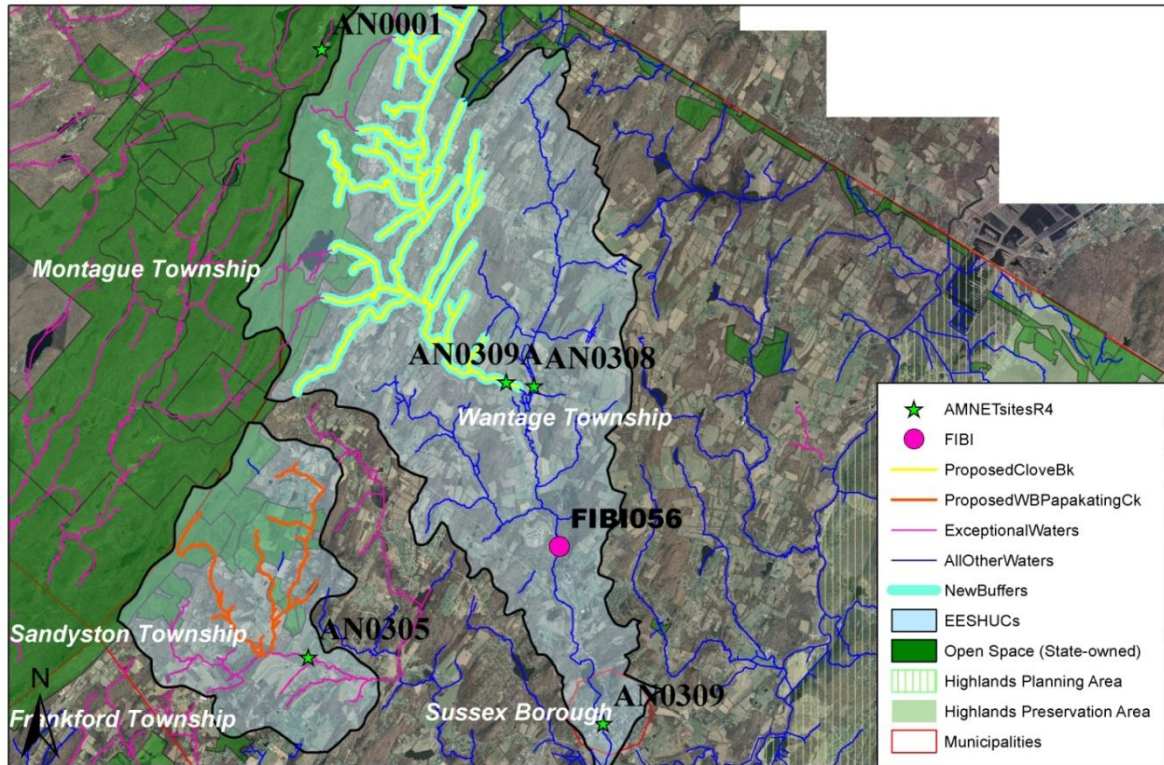 AN0001
Montague Township
AN0309A
AN0308
Wantage Township
FIBI056
Sandyston Township
AN0305
N
Frankford Township
Sussex Borough
AN0309
AMNETsitesR4
FIBI
ProposedCloveBk
ProposedWBPapakatingCk
ExceptionalWaters
AllOtherWaters
NewBuffers
EESHUCs
Open Space (State-owned)
Highlands Planning Area
Highlands Preservation Area
Municipalities